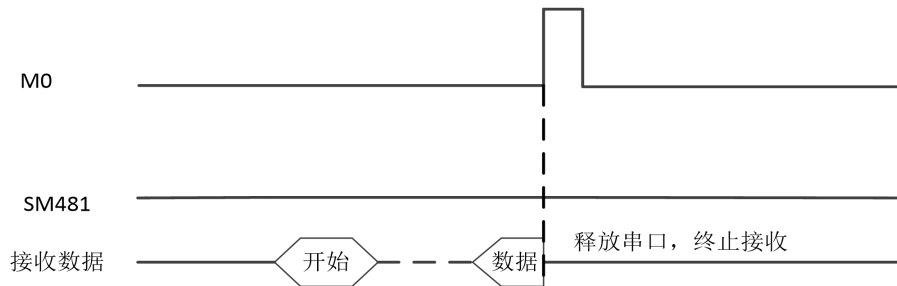 M0
SM481
释放串口，终止接收
接收数据
开始
数据